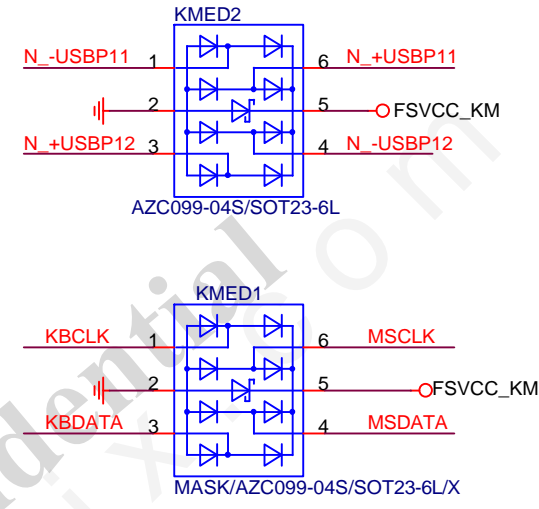 KMED2
N_-USBP11 1 6 N_+USBP11
2 5 FSVCC_KM
N_+USBP12 3 4 N_-USBP12
AZC099-04S/SOT23-6L
KMED1
KBCLK 1 6 MSCLK
2 5 FSVCC_KM
KBDATA 3 4 MSDATA
MASK/AZC099-04S/SOT23-6L/X